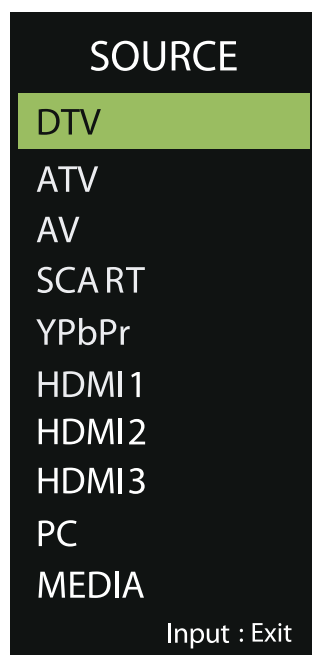 SOURCE
DTV
ATV
AV
SCART
YPbPr
HDMI1
HDMI2
HDMI3
PC
MEDIA
Input : Exit